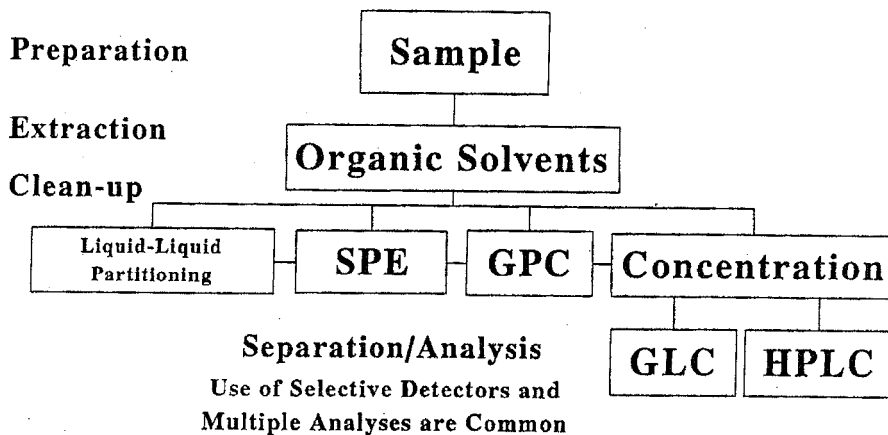 Preparation
Sample
Extraction
Organic Solvents
Clean-up
Liquid-Liquid
Partitioning
SPE
GPC
Concentration
Separation/Analysis
GLC
HPLC
Use of Selective Detectors and
Multiple Analyses are Common